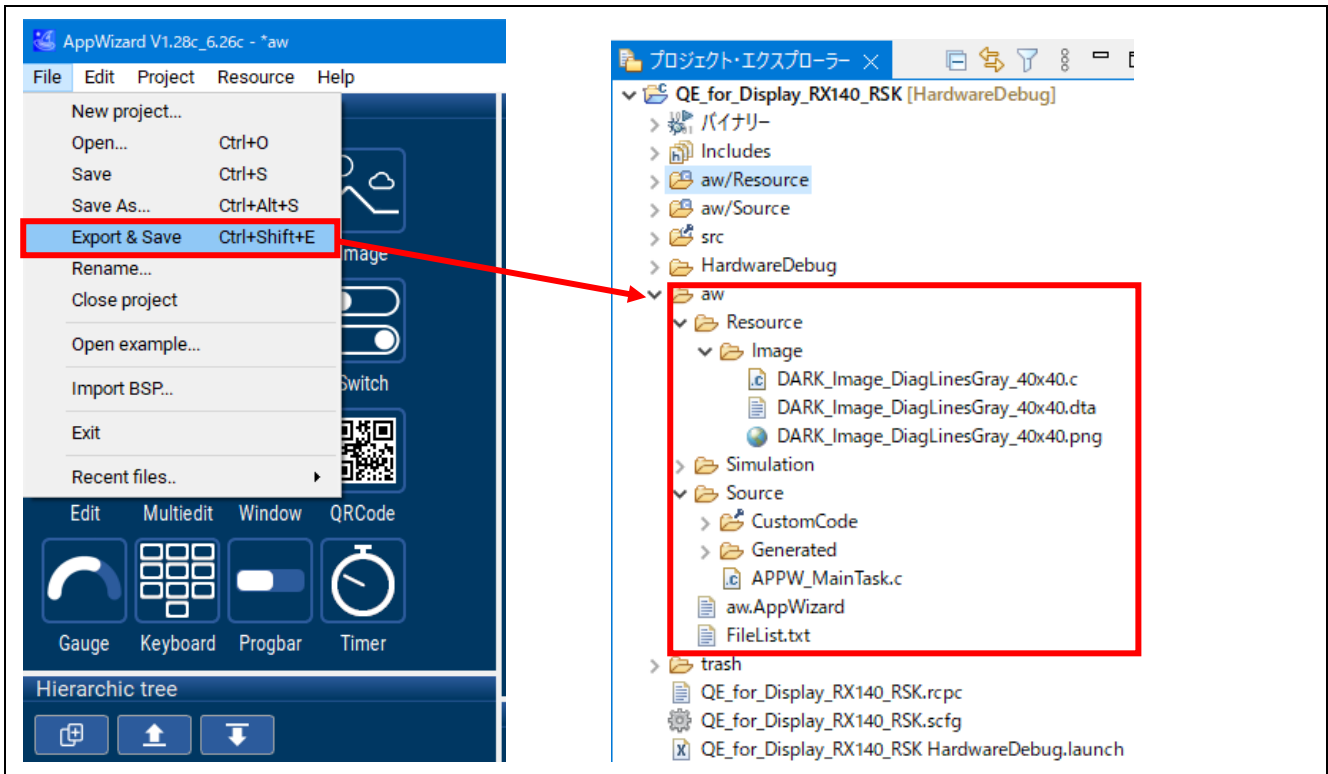 AppWizard V1.28c_6.26c - *aw
File Edit Project Resource Help
New project...
Open... Ctrl+O
Save Ctrl+S
Save As... Ctrl+Alt+S
Export & Save Ctrl+Shift+E
Rename...
Close project
Open example...
Import BSP...
Exit
Recent files..
mage
Switch
Edit Multiedit Window QRCode
Gauge Keyboard Progbar Timer
Hierarchic tree
プロジェクト・エクスプローラー
QE_for_Display_RX140_RSK [HardwareDebug]
バイナリー
Includes
aw/Resource
aw/Source
src
HardwareDebug
aw
Resource
Image
DARK_Image_DiagLinesGray_40x40.c
DARK_Image_DiagLinesGray_40x40.dta
DARK_Image_DiagLinesGray_40x40.png
Simulation
Source
CustomCode
Generated
APPW_MainTask.c
aw.AppWizard
FileList.txt
trash
QE_for_Display_RX140_RSK.rcpc
QE_for_Display_RX140_RSK.scfg
QE_for_Display_RX140_RSK HardwareDebug.launch